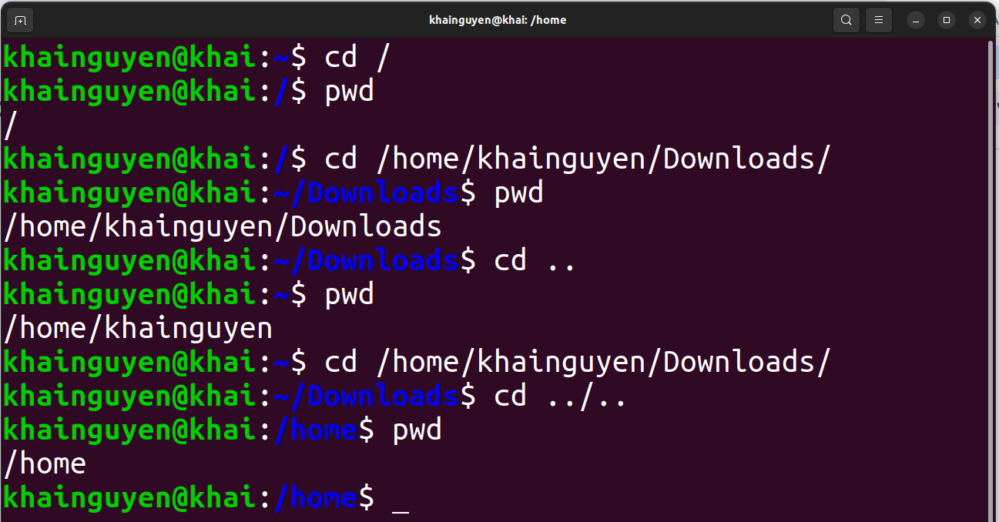 khainguyen@khai: /home
khainguyen@khai:~$ cd /
khainguyen@khai:/$ pwd
/
khainguyen@khai:/$ cd /home/khainguyen/Downloads/
khainguyen@khai:~/Downloads$ pwd
/home/khainguyen/Downloads
khainguyen@khai:~/Downloads$ cd ..
khainguyen@khai:~$ pwd
/home/khainguyen
khainguyen@khai:~$ cd /home/khainguyen/Downloads/
khainguyen@khai:~/Downloads$ cd ../..
khainguyen@khai:/home$ pwd
/home
khainguyen@khai:/home$ _